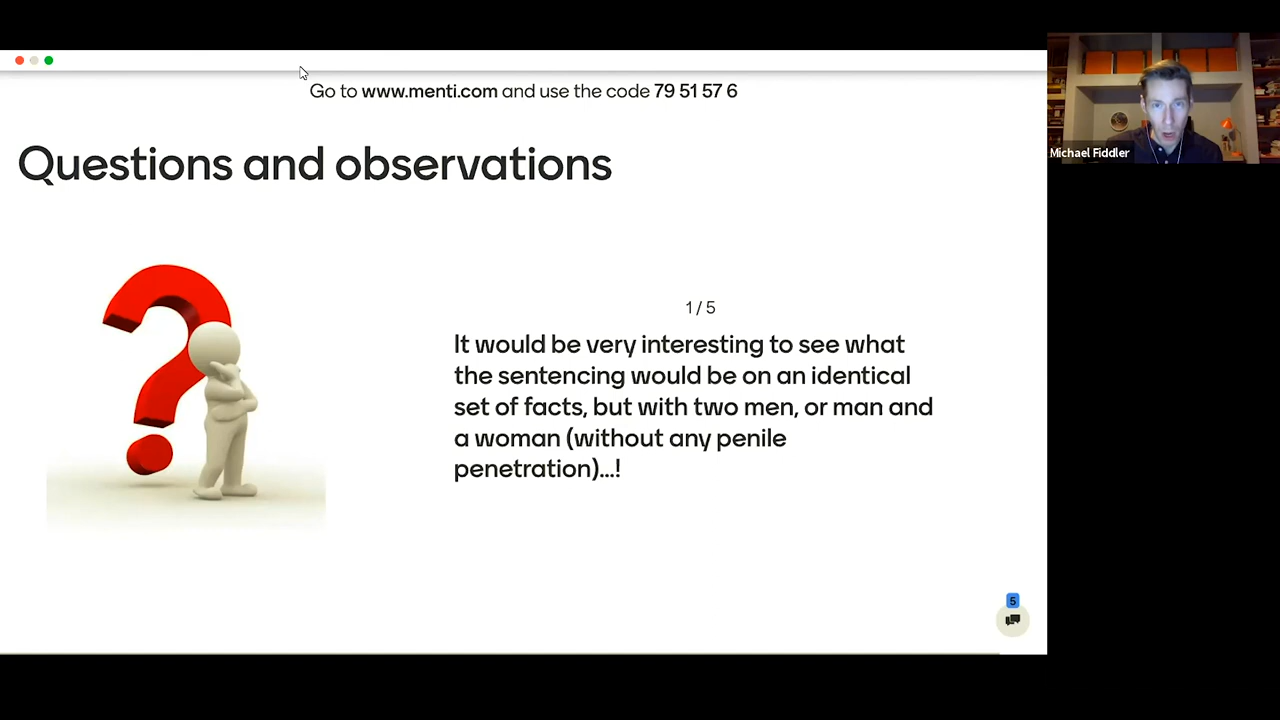 Go to www.menti.com and use the code 79 51 57 6
Michael Fiddler
Questions and observations
1 / 5
It would be very interesting to see what
the sentencing would be on an identical
set of facts, but with two men, or man and
a woman (without any penile
penetration)...!
5